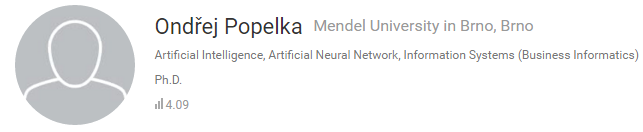 Ondřej Popelka Mendel University in Brno, Brno
Artificial Intelligence, Artificial Neural Network, Information Systems (Business Informatics)
Ph.D.
4.09